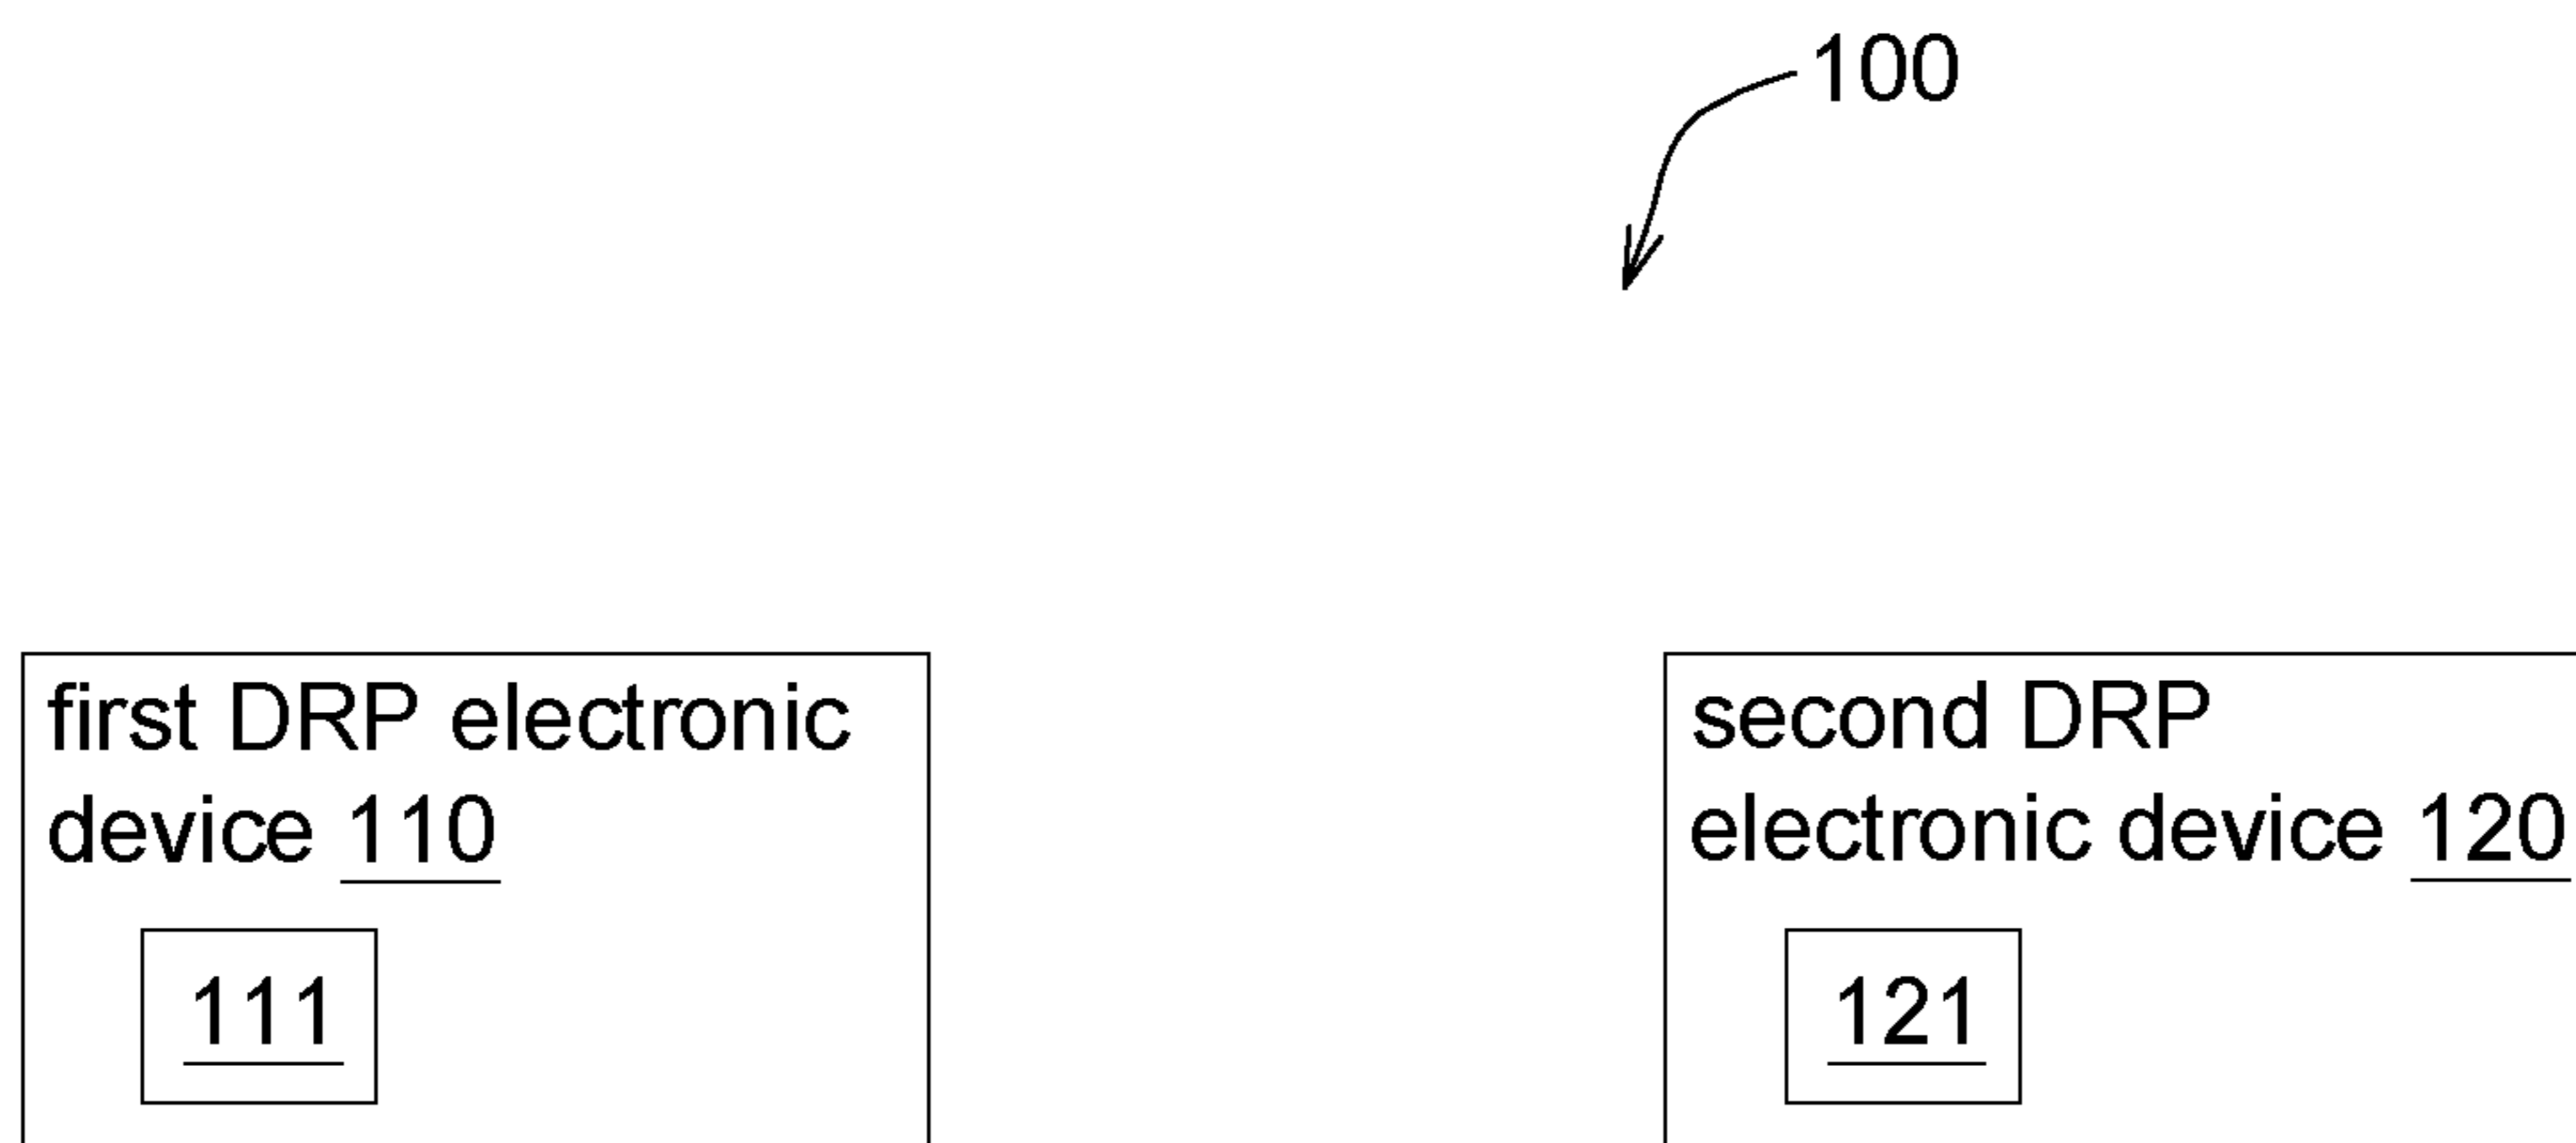 100
first DRP electronic
device 110
second DRP
electronic device 120
111
121